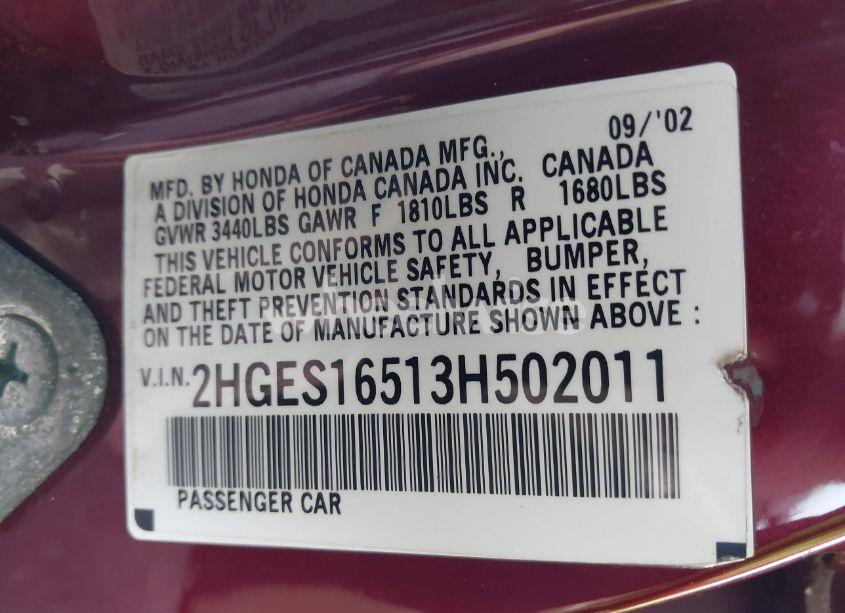 09/'02
MFD. BY HONDA OF CANADA MFG.,
A DIVISION OF HONDA CANADA INC. CANADA
GVWR 3440LBS GAWR F 1810LBS R 1680LBS
THIS VEHICLE CONFORMS TO ALL APPLICABLE
FEDERAL MOTOR VEHICLE SAFETY, BUMPER,
AND THEFT PREVENTION STANDARDS IN EFFECT
ON THE DATE OF MANUFACTURE SHOWN ABOVE :
V.I.N. 2HGES16513H502011
PASSENGER CAR